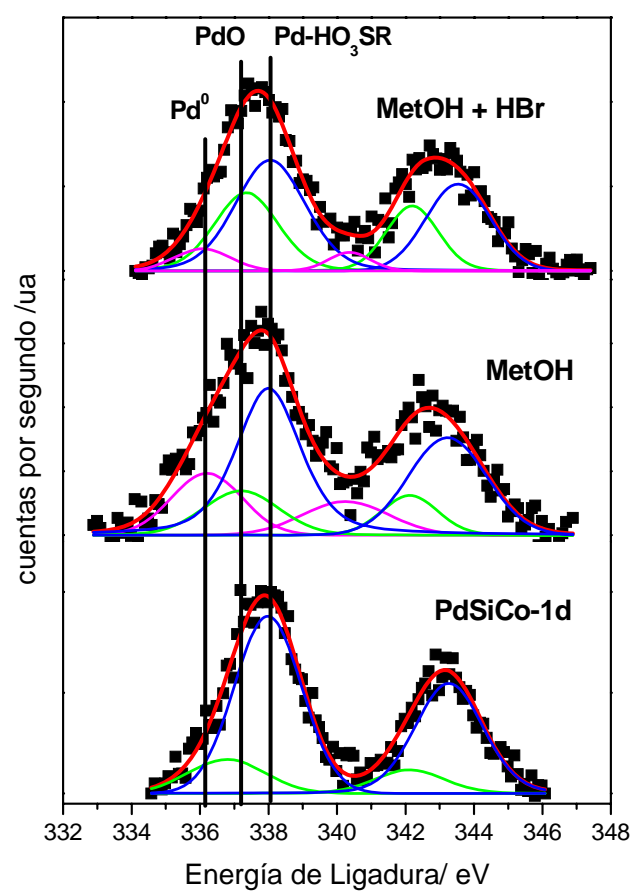 PdO Pd-HO3SR
Pd0
MetOH + HBr
MetOH
PdSiCo-1d
cuentas por segundo /ua
332 334 336 338 340 342 344 346 348
Energía de Ligadura/ eV